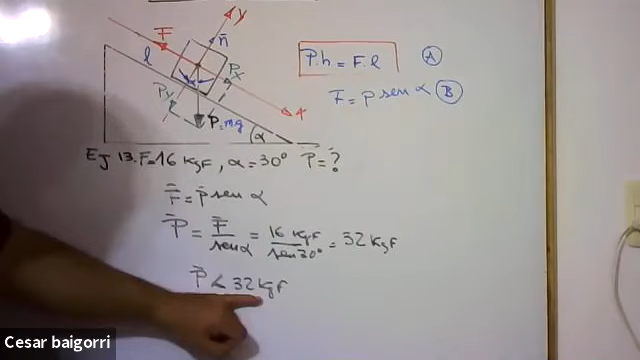 y
F
n
l
Px
Py
x
P=mg
α
P.h = F.l
A
F = p sen α B
Ej 13. F=16 kgf, α=30° P=?
F = p sen α
P = F / sen α = 16 kgf / sen 30° = 32 kgf
P < 32 kgf
Cesar baigorri